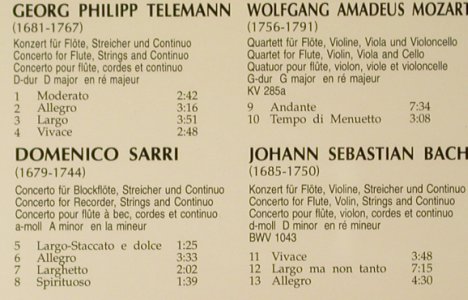 GEORG PHILIPP TELEMANN
(1681-1767)
Konzert für Flöte, Streicher und Continuo
Concerto for Flute, Strings and Continuo
Concerto pour flûte, cordes et continuo
D-dur D major en ré majeur
1 Moderato 2:42
2 Allegro 3:16
3 Largo 3:51
4 Vivace 2:48
DOMENICO SARRI
(1679-1744)
Concerto für Blockflöte, Streicher und Continuo
Concerto for Recorder, Strings and Continuo
Concerto pour flûte à bec, cordes et continuo
a-moll A minor en la mineur
5 Largo-Staccato e dolce 1:25
6 Allegro 3:33
7 Larghetto 2:02
8 Spirituoso 1:39
WOLFGANG AMADEUS MOZART
(1756-1791)
Quartett für Flöte, Violine, Viola und Violoncello
Quartet for Flute, Violin, Viola and Cello
Quatuor pour flûte, violon, viole et violoncelle
G-dur G major en ré majeur
KV 285a
9 Andante 7:34
10 Tempo di Menuetto 3:08
JOHANN SEBASTIAN BACH
(1685-1750)
Konzert für Flöte, Violine, Streicher und Continuo
Concerto for Flute, Volin, Strings and Continuo
Concerto pour flûte, violon, cordes et continuo
d-moll D minor en ré mineur
BWV 1043
11 Vivace 3:48
12 Largo ma non tanto 7:15
13 Allegro 4:30